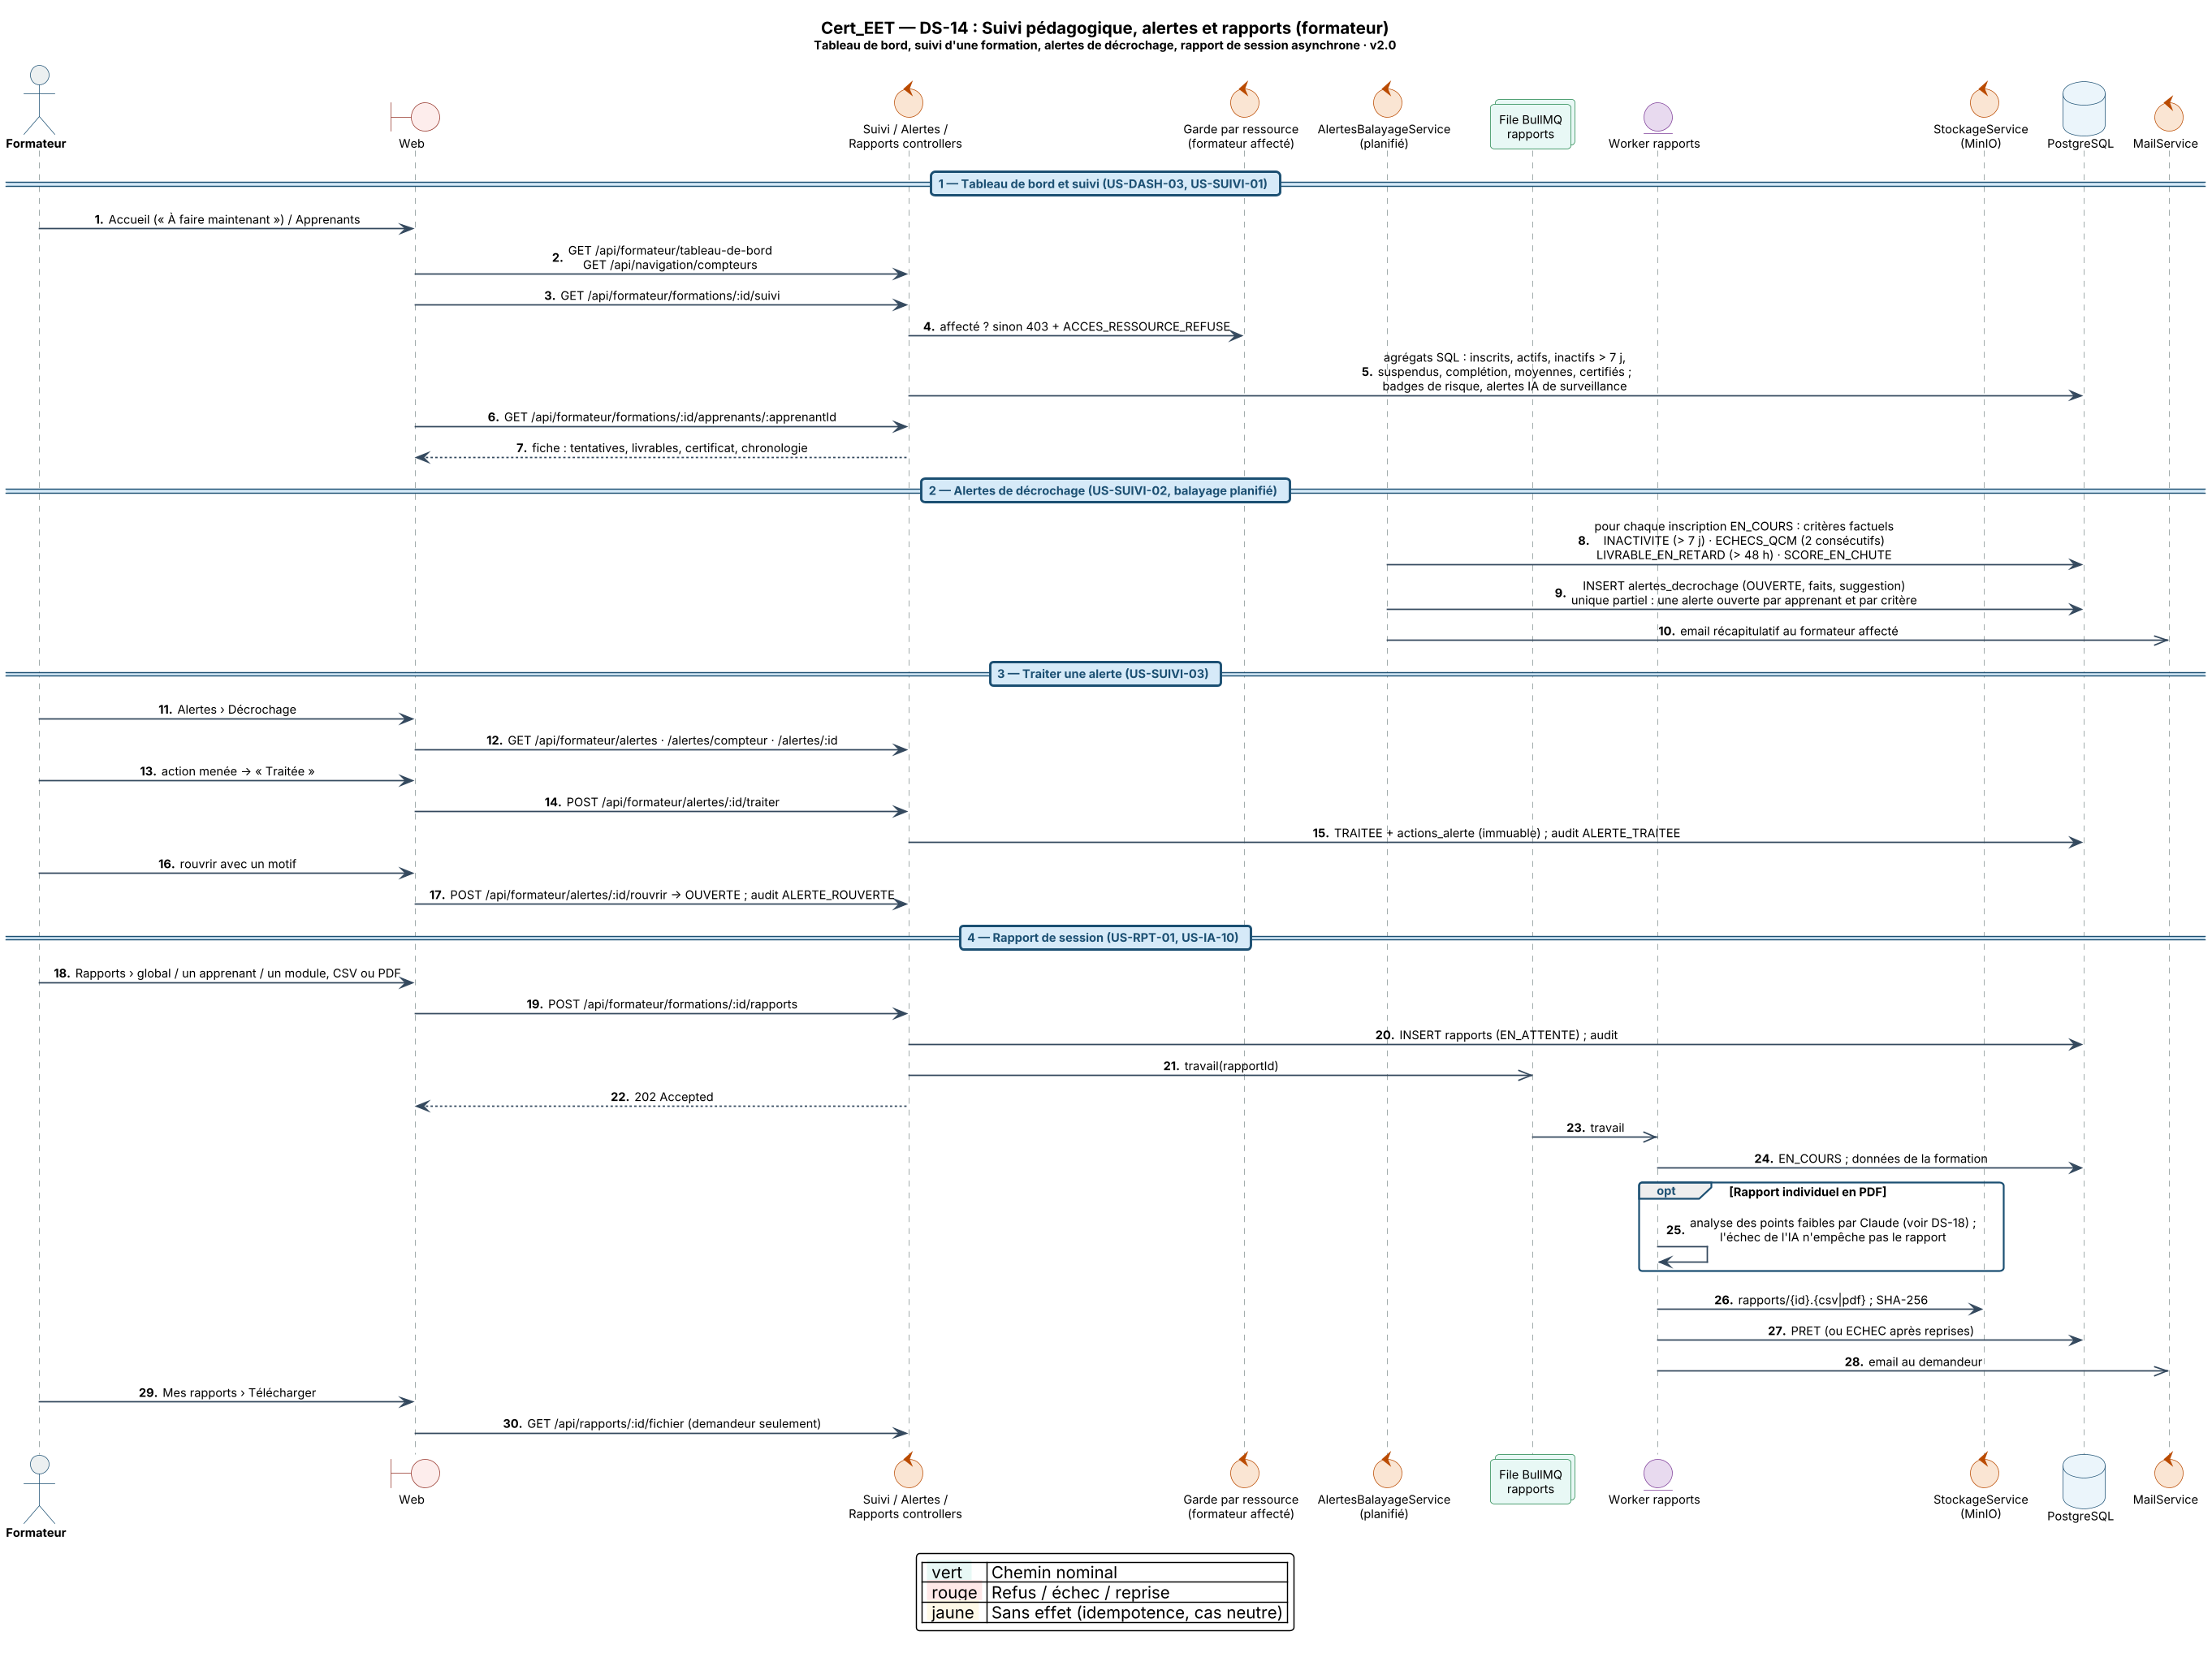 Cert_EET — DS-14 : Suivi pédagogique, alertes et rapports (formateur)
Tableau de bord, suivi d'une formation, alertes de décrochage, rapport de session asynchrone · v2.0
Formateur
Web
Suivi / Alertes /
Rapports controllers
Garde par ressource
(formateur affecté)
AlertesBalayageService
(planifié)
File BullMQ
rapports
Worker rapports
StockageService
(MinIO)
PostgreSQL
MailService
1 — Tableau de bord et suivi (US-DASH-03, US-SUIVI-01)
1. Accueil (« À faire maintenant ») / Apprenants
2. GET /api/formateur/tableau-de-bord
GET /api/navigation/compteurs
3. GET /api/formateur/formations/:id/suivi
4. affecté ? sinon 403 + ACCES_RESSOURCE_REFUSE
agrégats SQL : inscrits, actifs, inactifs > 7 j,
5. suspendus, complétion, moyennes, certifiés ;
badges de risque, alertes IA de surveillance
6. GET /api/formateur/formations/:id/apprenants/:apprenantId
7. fiche : tentatives, livrables, certificat, chronologie
2 — Alertes de décrochage (US-SUIVI-02, balayage planifié)
pour chaque inscription EN_COURS : critères factuels
8. INACTIVITE (> 7 j) · ECHECS_QCM (2 consécutifs)
LIVRABLE_EN_RETARD (> 48 h) · SCORE_EN_CHUTE
9. INSERT alertes_decrochage (OUVERTE, faits, suggestion)
unique partiel : une alerte ouverte par apprenant et par critère
10. email récapitulatif au formateur affecté
3 — Traiter une alerte (US-SUIVI-03)
11. Alertes › Décrochage
12. GET /api/formateur/alertes · /alertes/compteur · /alertes/:id
13. action menée → « Traitée »
14. POST /api/formateur/alertes/:id/traiter
15. TRAITEE + actions_alerte (immuable) ; audit ALERTE_TRAITEE
16. rouvrir avec un motif
17. POST /api/formateur/alertes/:id/rouvrir → OUVERTE ; audit ALERTE_ROUVERTE
4 — Rapport de session (US-RPT-01, US-IA-10)
18. Rapports › global / un apprenant / un module, CSV ou PDF
19. POST /api/formateur/formations/:id/rapports
20. INSERT rapports (EN_ATTENTE) ; audit
21. travail(rapportId)
22. 202 Accepted
23. travail
24. EN_COURS ; données de la formation
opt [Rapport individuel en PDF]
25. analyse des points faibles par Claude (voir DS-18) ;
l'échec de l'IA n'empêche pas le rapport
26. rapports/{id}.{csv|pdf} ; SHA-256
27. PRET (ou ECHEC après reprises)
28. email au demandeur
29. Mes rapports › Télécharger
30. GET /api/rapports/:id/fichier (demandeur seulement)
Formateur
Web
Suivi / Alertes /
Rapports controllers
Garde par ressource
(formateur affecté)
AlertesBalayageService
(planifié)
File BullMQ
rapports
Worker rapports
StockageService
(MinIO)
PostgreSQL
MailService
vert Chemin nominal
rouge Refus / échec / reprise
jaune Sans effet (idempotence, cas neutre)